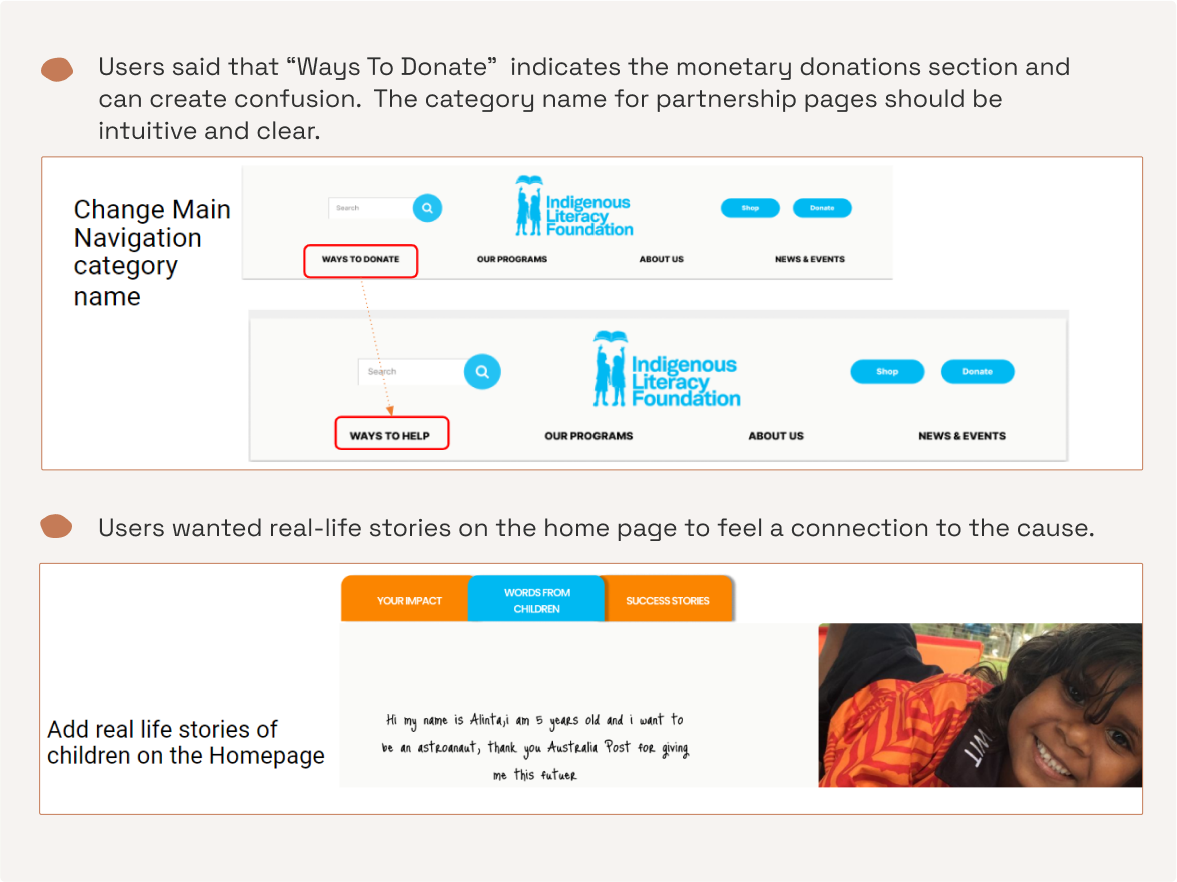 Users said that “Ways To Donate”  indicates the monetary donations section and
can create confusion.  The category name for partnership pages should be
intuitive and clear.
Change Main
Navigation
category
name
Search
Indigenous
Literacy
Foundation
Shop
Donate
WAYS TO DONATE
OUR PROGRAMS
ABOUT US
NEWS & EVENTS
Search
Indigenous
Literacy
Foundation
Shop
Donate
WAYS TO HELP
OUR PROGRAMS
ABOUT US
NEWS & EVENTS
Users wanted real-life stories on the home page to feel a connection to the cause.
YOUR IMPACT
WORDS FROM
CHILDREN
SUCCESS STORIES
Add real life stories of
children on the Homepage
Hi my name is Alinta,i am 5 years old and i want to
be an astroanaut, thank you Australia Post for giving
me this futuer